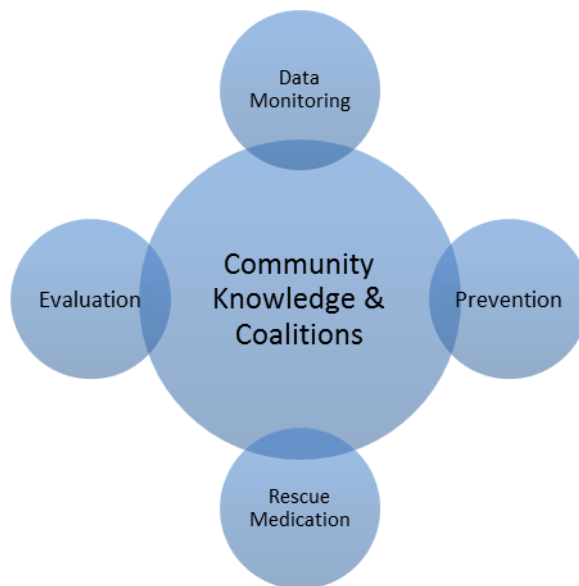 Data
Monitoring
Evaluation
Community
Knowledge &
Coalitions
Prevention
Rescue
Medication